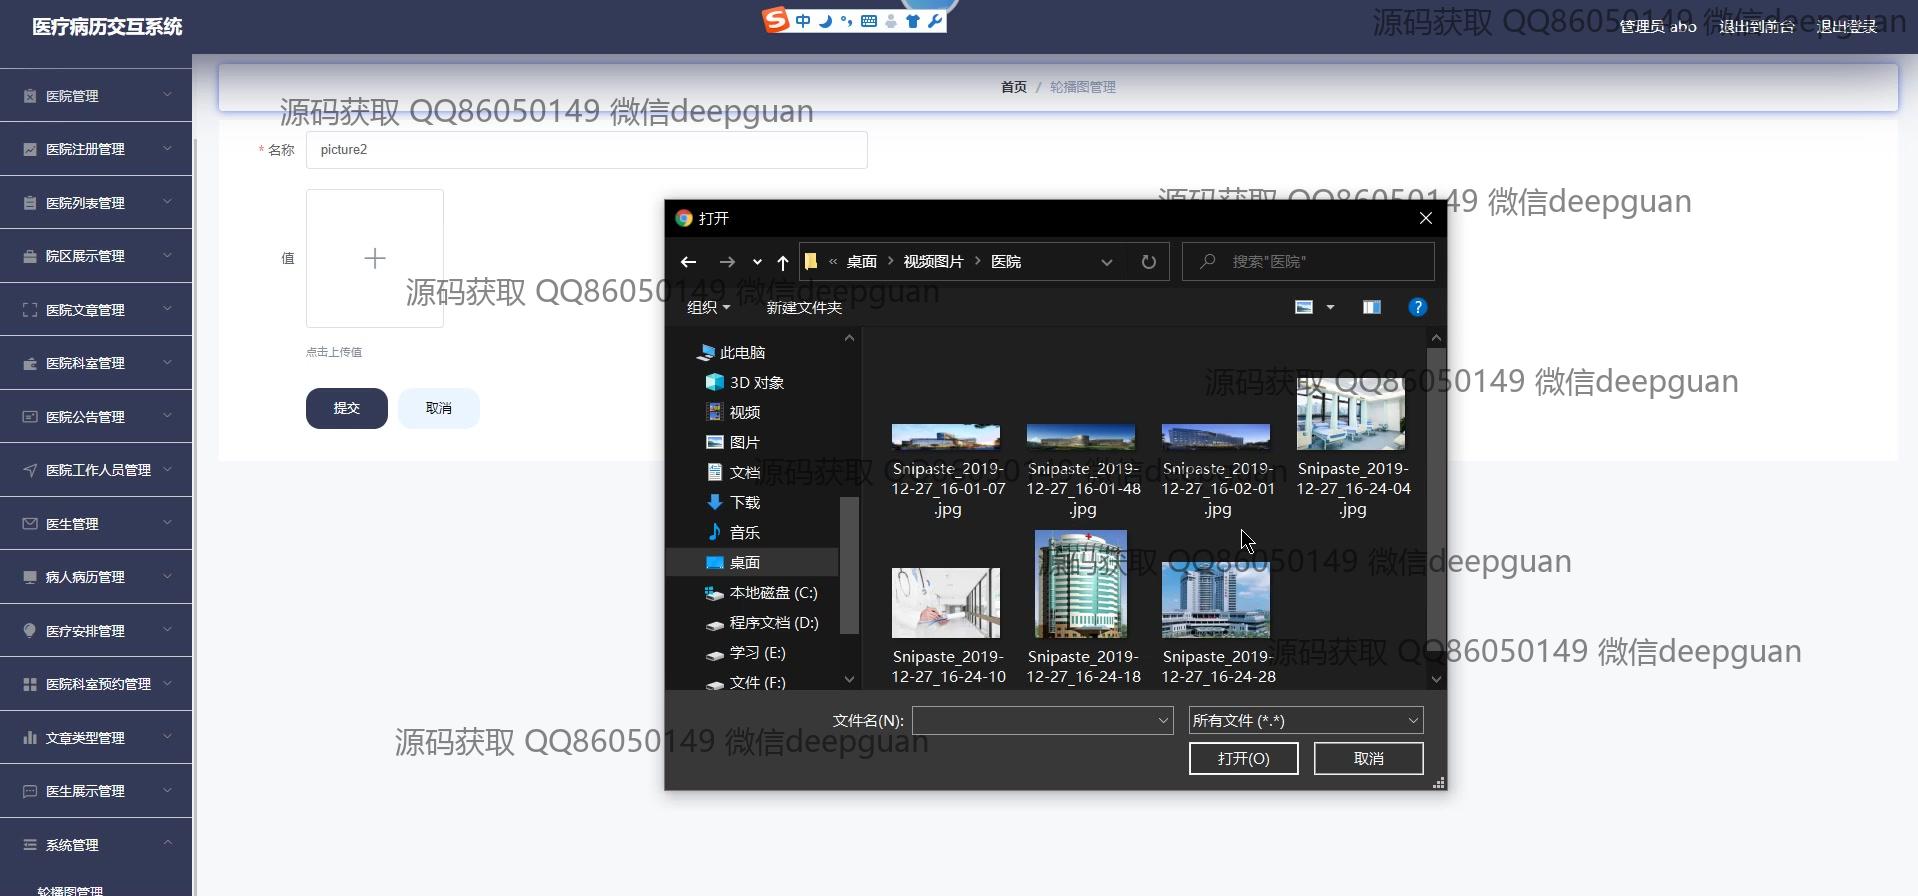 医疗病历交互系统
中
管理员 abo 退出到前台 退出登录
源码获取 QQ86050149 微信deepguan
首页 / 轮播图管理
源码获取 QQ86050149 微信deepguan
* 名称 picture2
值
点击上传值
提交 取消
医院管理
医院注册管理
医院列表管理
院区展示管理
医院文章管理
医院科室管理
医院公告管理
医院工作人员管理
医生管理
病人病历管理
医疗安排管理
医院科室预约管理
文章类型管理
医生展示管理
系统管理
轮播图管理
源码获取 QQ86050149 微信deepguan
源码获取 QQ86050149 微信deepguan
打开
« 桌面 › 视频图片 › 医院
搜索"医院"
组织 新建文件夹
此电脑
3D 对象
视频
图片
文档
下载
音乐
桌面
本地磁盘 (C:)
程序文档 (D:)
学习 (E:)
文件 (F:)
Snipaste_2019-
12-27_16-01-07
.jpg
Snipaste_2019-
12-27_16-01-48
.jpg
Snipaste_2019-
12-27_16-02-01
.jpg
Snipaste_2019-
12-27_16-24-04
.jpg
Snipaste_2019-
12-27_16-24-10
Snipaste_2019-
12-27_16-24-18
Snipaste_2019-
12-27_16-24-28
源码获取 QQ86050149 微信deepguan
源码获取 QQ86050149 微信deepguan
源码获取 QQ86050149 微信deepguan
源码获取 QQ86050149 微信deepguan
文件名(N): 所有文件 (*.*)
打开(O) 取消
源码获取 QQ86050149 微信deepguan